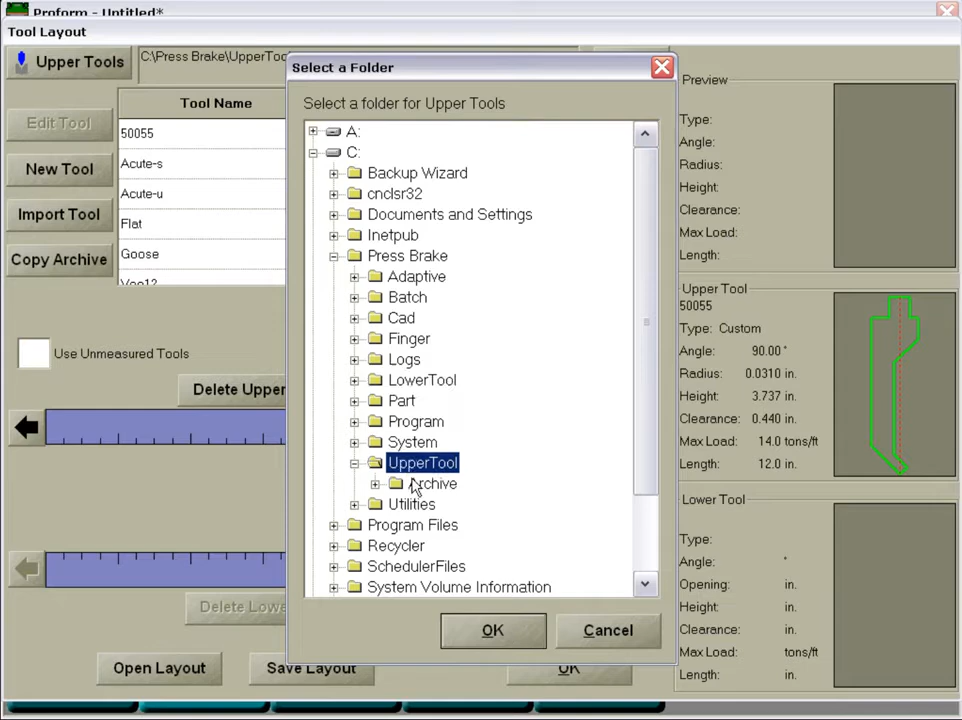 Proform - Untitled*
Tool Layout
Upper Tools
C:\Press Brake\UpperToo
Edit Tool
New Tool
Import Tool
Copy Archive
Tool Name
50055
Acute-s
Acute-u
Flat
Goose
Vee12
Use Unmeasured Tools
Delete Upper
Delete Lowe
Open Layout
Save Layout
OK
Select a Folder
Select a folder for Upper Tools
A:
C:
Backup Wizard
cnclsr32
Documents and Settings
Inetpub
Press Brake
Adaptive
Batch
Cad
Finger
Logs
LowerTool
Part
Program
System
UpperTool
Archive
Utilities
Program Files
Recycler
SchedulerFiles
System Volume Information
OK
Cancel
Preview
Type:
Angle:
Radius:
Height:
Clearance:
Max Load:
Length:
Upper Tool
50055
Type: Custom
Angle: 90.00 °
Radius: 0.0310 in.
Height: 3.737 in.
Clearance: 0.440 in.
Max Load: 14.0 tons/ft
Length: 12.0 in.
Lower Tool
Type:
Angle: °
Opening: in.
Height: in.
Clearance: in.
Max Load: tons/ft
Length: in.